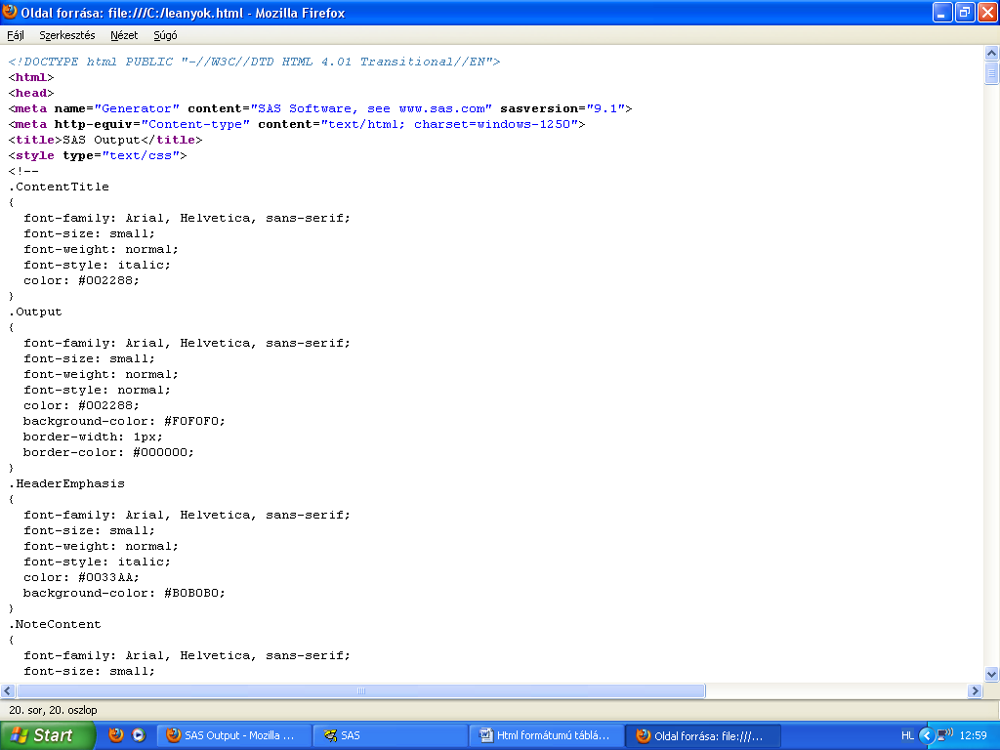 Oldal forrása: file:///C:/leanyok.html - Mozilla Firefox
Fájl Szerkesztés Nézet Súgó
<!DOCTYPE html PUBLIC "-//W3C//DTD HTML 4.01 Transitional//EN">
<html>
<head>
<meta name="Generator" content="SAS Software, see www.sas.com" sasversion="9.1">
<meta http-equiv="Content-type" content="text/html; charset=windows-1250">
<title>SAS Output</title>
<style type="text/css">
<!--
.ContentTitle
{
  font-family: Arial, Helvetica, sans-serif;
  font-size: small;
  font-weight: normal;
  font-style: italic;
  color: #002288;
}
.Output
{
  font-family: Arial, Helvetica, sans-serif;
  font-size: small;
  font-weight: normal;
  font-style: normal;
  color: #002288;
  background-color: #F0F0F0;
  border-width: 1px;
  border-color: #000000;
}
.HeaderEmphasis
{
  font-family: Arial, Helvetica, sans-serif;
  font-size: small;
  font-weight: normal;
  font-style: italic;
  color: #0033AA;
  background-color: #B0B0B0;
}
.NoteContent
{
  font-family: Arial, Helvetica, sans-serif;
  font-size: small;
20. sor, 20. oszlop
Start SAS Output - Mozilla ... SAS Html formátumú táblá... Oldal forrása: file:///... HL 12:59